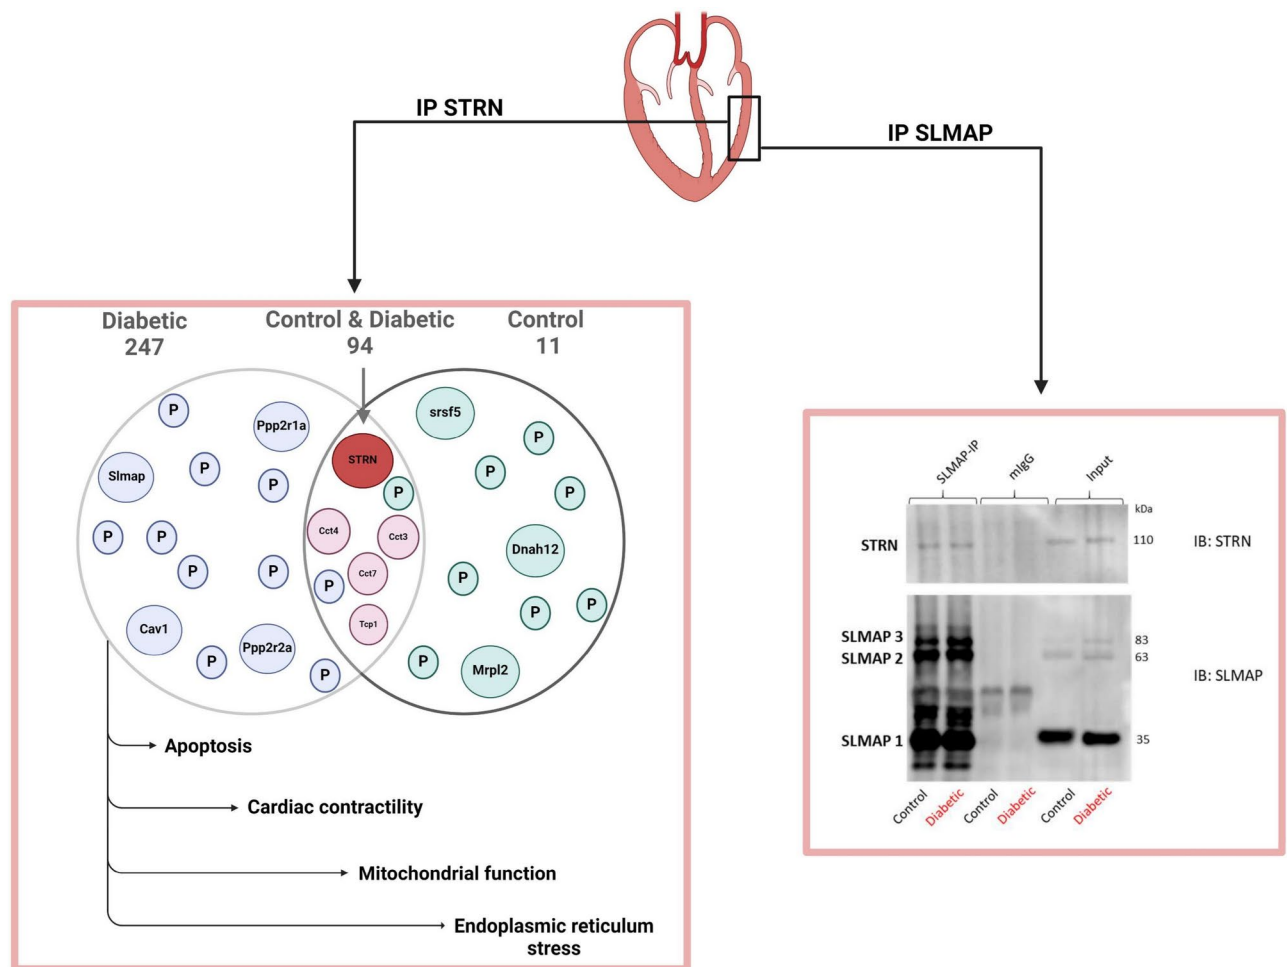 IP STRN
IP SLMAP
Diabetic
247
Control & Diabetic
94
Control
11
P
Ppp2r1a
srsf5
P
STRN
Slmap
P
P
P
P
P
Cct4
Cct3
P
P
Dnah12
P
P
Cct7
P
P
P
P
Cav1
Tcp1
Ppp2r2a
P
P
P
Mrpl2
Apoptosis
Cardiac contractility
Mitochondrial function
Endoplasmic reticulum
stress
SLMAP-IP
mIgG
Input
kDa
STRN
110
IB: STRN
SLMAP 3
83
SLMAP 2
63
IB: SLMAP
SLMAP 1
35
Control
Diabetic
Control
Diabetic
Control
Diabetic